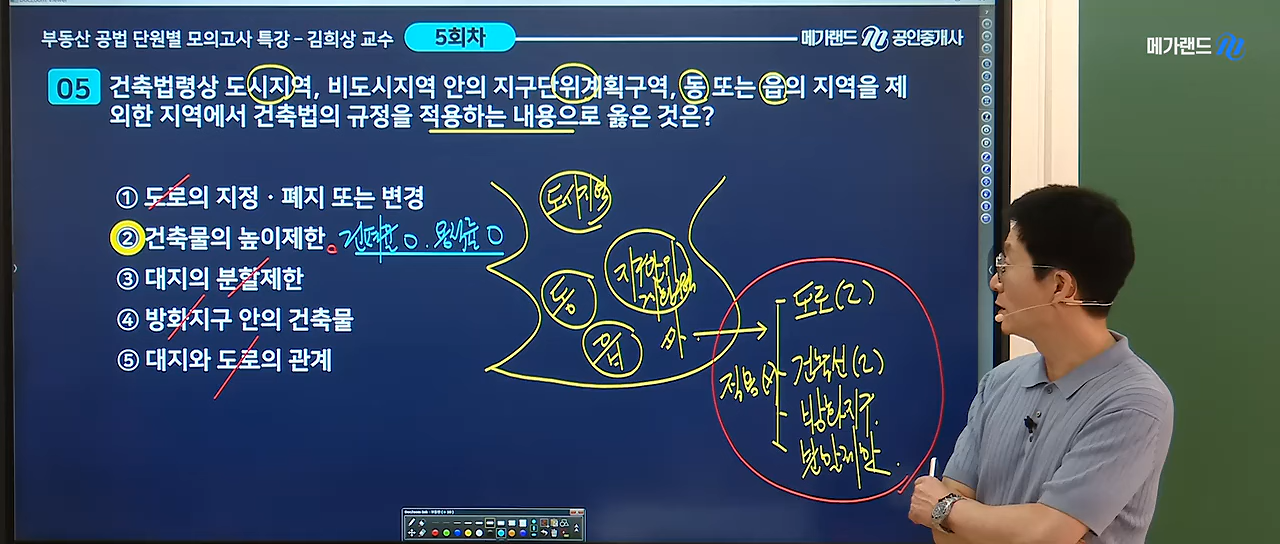 부동산 공법 단원별 모의고사 특강 - 김희상 교수 5회차 메가랜드 공인중개사
메가랜드
05 건축법령상 도시지역, 비도시지역 안의 지구단위계획구역, 동 또는 읍의 지역을 제
외한 지역에서 건축법의 규정을 적용하는 내용으로 옳은 것은?
① 도로의 지정·폐지 또는 변경
② 건축물의 높이제한. 건폐율 O. 용적률 O
③ 대지의 분할제한
④ 방화지구 안의 건축물
⑤ 대지와 도로의 관계
도시지역
지구단위
동
읍
외
적용(x)
도로(2)
건축선(2)
방화지구.
분할제한.